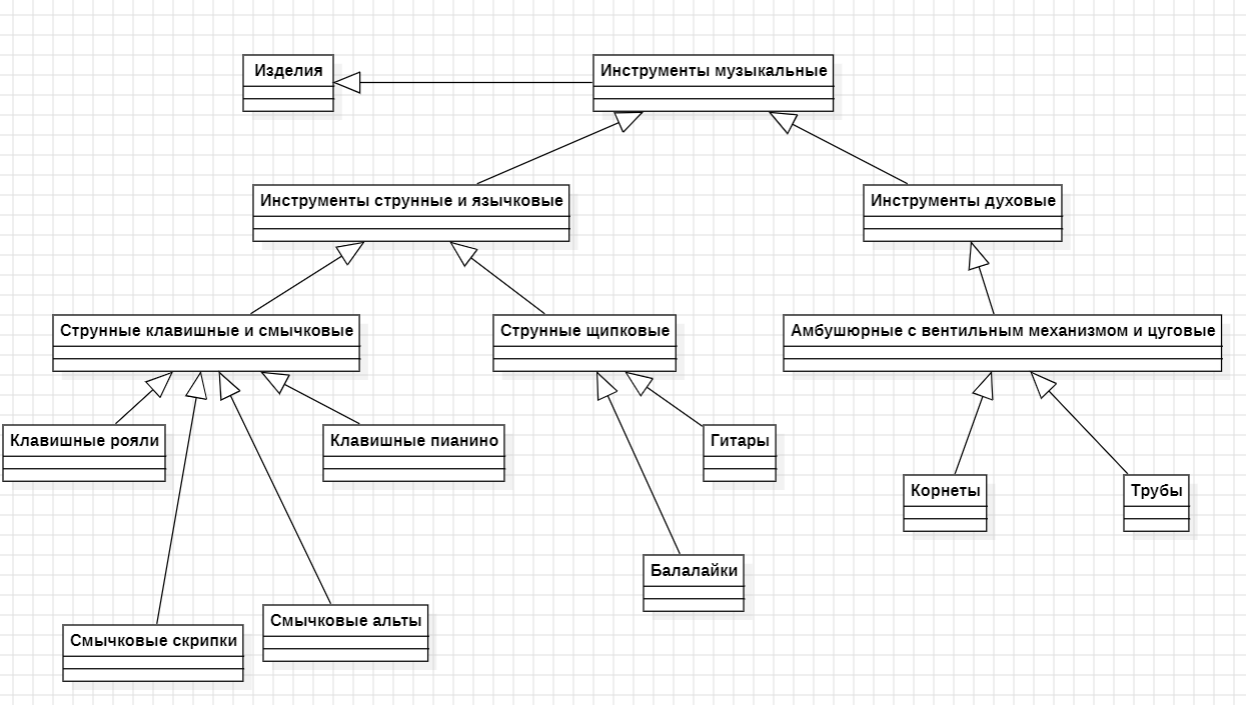 Изделия
Инструменты музыкальные
Инструменты струнные и язычковые
Инструменты духовые
Струнные клавишные и смычковые
Струнные щипковые
Амбушюрные с вентильным механизмом и цуговые
Клавишные рояли
Клавишные пианино
Гитары
Корнеты
Трубы
Балалайки
Смычковые альты
Смычковые скрипки